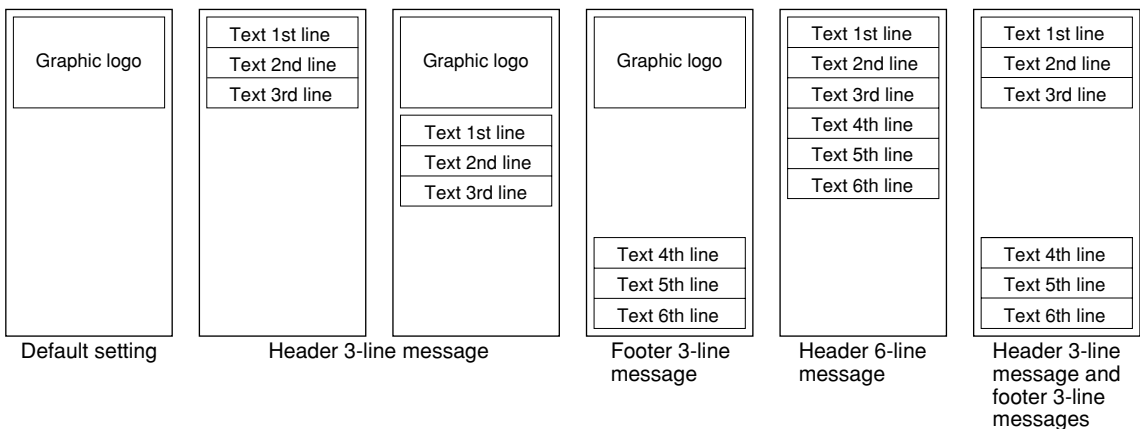 Graphic logo
Default setting
Text 1st line
Text 2nd line
Text 3rd line
Graphic logo
Text 1st line
Text 2nd line
Text 3rd line
Header 3-line message
Graphic logo
Text 4th line
Text 5th line
Text 6th line
Footer 3-line
message
Text 1st line
Text 2nd line
Text 3rd line
Text 4th line
Text 5th line
Text 6th line
Header 6-line
message
Text 1st line
Text 2nd line
Text 3rd line
Text 4th line
Text 5th line
Text 6th line
Header 3-line
message and
footer 3-line
messages